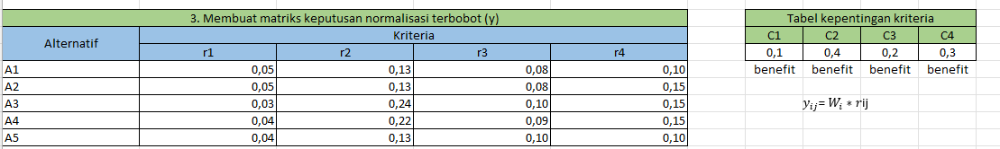 3. Membuat matriks keputusan normalisasi terbobot (y)
Alternatif Kriteria
r1 r2 r3 r4
A1 0,05 0,13 0,08 0,10
A2 0,05 0,13 0,08 0,15
A3 0,03 0,24 0,10 0,15
A4 0,04 0,22 0,09 0,15
A5 0,04 0,13 0,10 0,10
Tabel kepentingan kriteria
C1 C2 C3 C4
0,1 0,4 0,2 0,3
benefit benefit benefit benefit
𝑦ᵢⱼ= 𝑊ᵢ ∗ 𝑟ij